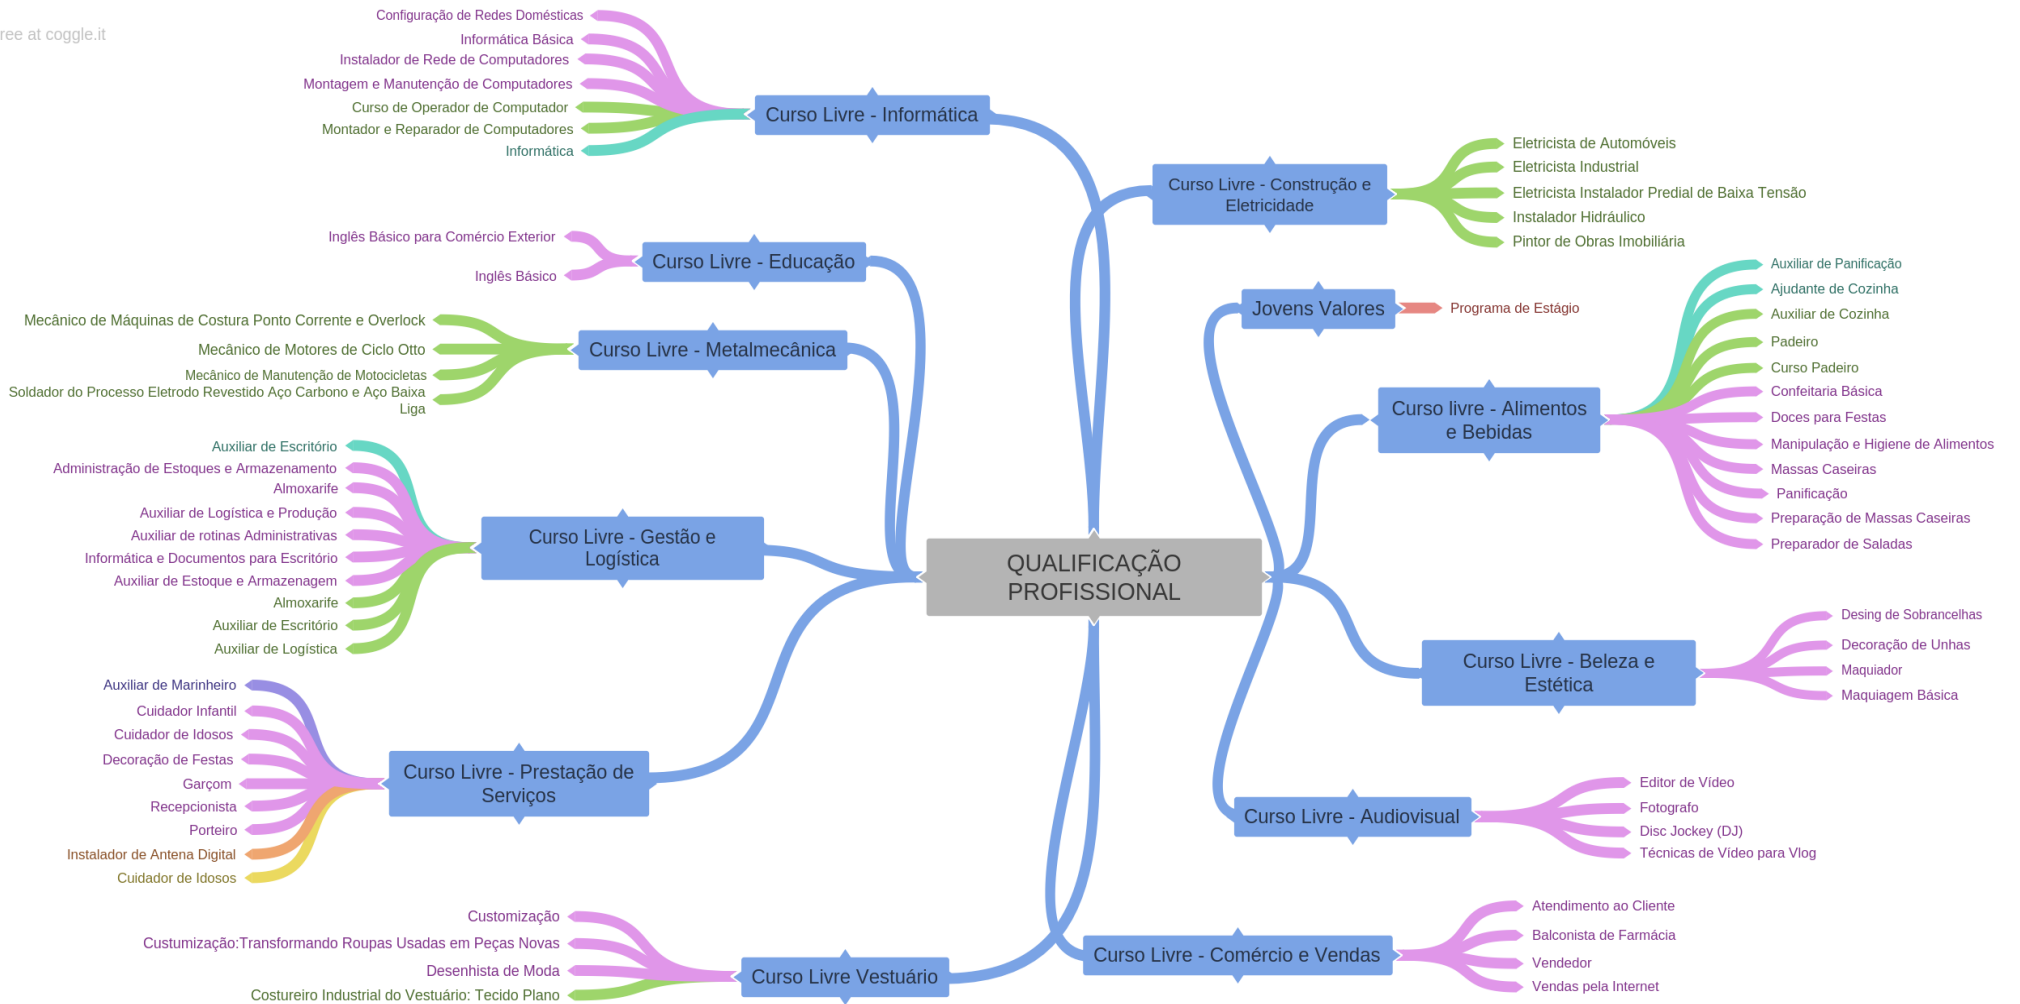 ree at coggle.it
Configuração de Redes Domésticas
Informática Básica
Instalador de Rede de Computadores
Montagem e Manutenção de Computadores
Curso de Operador de Computador
Montador e Reparador de Computadores
Informática
Curso Livre - Informática
Inglês Básico para Comércio Exterior
Inglês Básico
Curso Livre - Educação
Mecânico de Máquinas de Costura Ponto Corrente e Overlock
Mecânico de Motores de Ciclo Otto
Mecânico de Manutenção de Motocicletas
Soldador do Processo Eletrodo Revestido Aço Carbono e Aço Baixa
Liga
Curso Livre - Metalmecânica
Auxiliar de Escritório
Administração de Estoques e Armazenamento
Almoxarife
Auxiliar de Logística e Produção
Auxiliar de rotinas Administrativas
Informática e Documentos para Escritório
Auxiliar de Estoque e Armazenagem
Almoxarife
Auxiliar de Escritório
Auxiliar de Logística
Curso Livre - Gestão e
Logística
Auxiliar de Marinheiro
Cuidador Infantil
Cuidador de Idosos
Decoração de Festas
Garçom
Recepcionista
Porteiro
Instalador de Antena Digital
Cuidador de Idosos
Curso Livre - Prestação de
Serviços
Customização
Custumização:Transformando Roupas Usadas em Peças Novas
Desenhista de Moda
Costureiro Industrial do Vestuário: Tecido Plano
Curso Livre Vestuário
QUALIFICAÇÃO
PROFISSIONAL
Curso Livre - Construção e
Eletricidade
Eletricista de Automóveis
Eletricista Industrial
Eletricista Instalador Predial de Baixa Tensão
Instalador Hidráulico
Pintor de Obras Imobiliária
Jovens Valores
Programa de Estágio
Curso livre - Alimentos
e Bebidas
Auxiliar de Panificação
Ajudante de Cozinha
Auxiliar de Cozinha
Padeiro
Curso Padeiro
Confeitaria Básica
Doces para Festas
Manipulação e Higiene de Alimentos
Massas Caseiras
Panificação
Preparação de Massas Caseiras
Preparador de Saladas
Curso Livre - Beleza e
Estética
Desing de Sobrancelhas
Decoração de Unhas
Maquiador
Maquiagem Básica
Curso Livre - Audiovisual
Editor de Vídeo
Fotografo
Disc Jockey (DJ)
Técnicas de Vídeo para Vlog
Curso Livre - Comércio e Vendas
Atendimento ao Cliente
Balconista de Farmácia
Vendedor
Vendas pela Internet